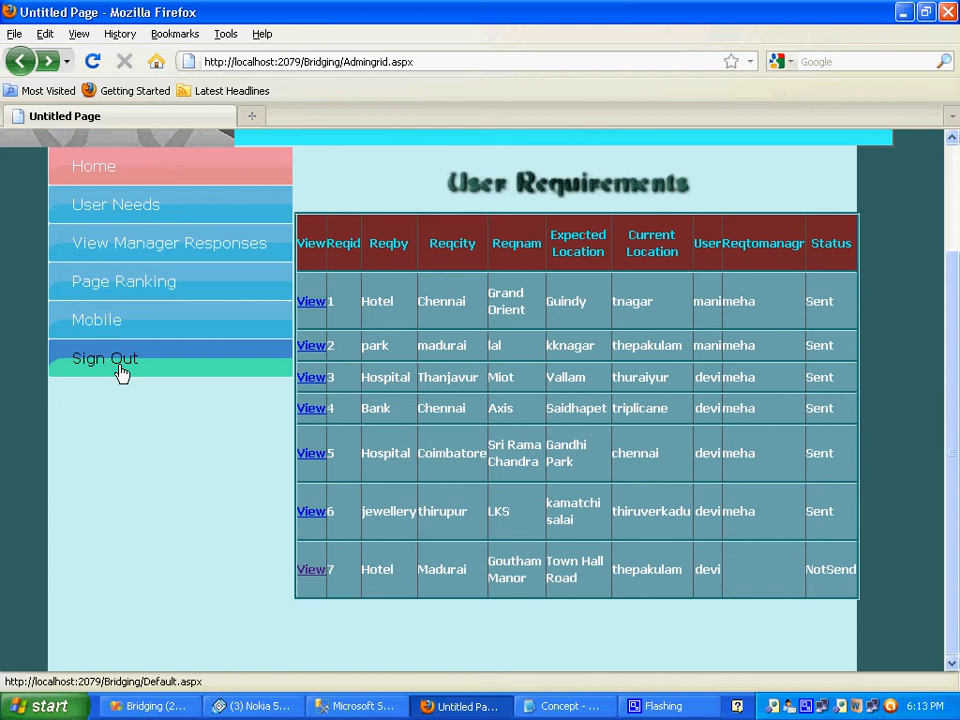 Untitled Page - Mozilla Firefox
File Edit View History Bookmarks Tools Help
http://localhost:2079/Bridging/Admingrid.aspx
Google
Most Visited Getting Started Latest Headlines
Untitled Page
Home
User Needs
View Manager Responses
Page Ranking
Mobile
Sign Out
User Requirements
View Reqid Reqby Reqcity Reqnam Expected Location Current Location User Reqtomanagr Status
View 1 Hotel Chennai Grand Orient Guindy tnagar mani meha Sent
View 2 park madurai lal kknagar thepakulam mani meha Sent
View 3 Hospital Thanjavur Miot Vallam thuraiyur devi meha Sent
View 4 Bank Chennai Axis Saidhapet triplicane devi meha Sent
View 5 Hospital Coimbatore Sri Rama Chandra Gandhi Park chennai devi meha Sent
View 6 jewellery thirupur LKS kamatchi salai thiruverkadu devi meha Sent
View 7 Hotel Madurai Goutham Manor Town Hall Road thepakulam devi NotSend
http://localhost:2079/Bridging/Default.aspx
start Bridging (2... (3) Nokia 5... Microsoft S... Untitled Pa... Concept - ... Flashing ? 6:13 PM